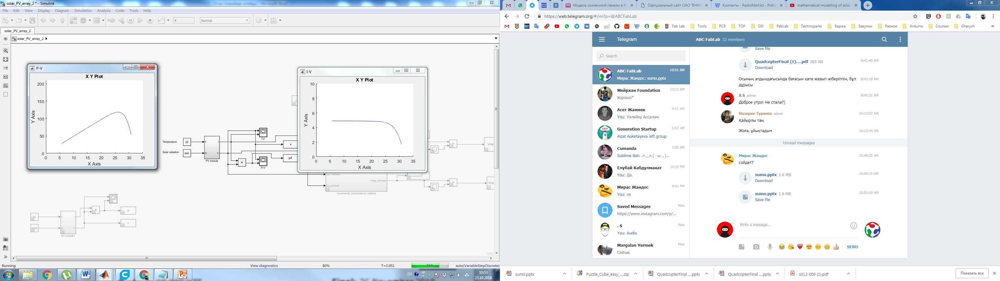 solar_PV_array_2 * - Simulink
File Edit View Display Diagram Simulation Analysis Code Tools Help
4
Normal
solar_PV_array_2
solar_PV_array_2
P-V
X Y Plot
Y Axis
200
150
100
50
0
0 5 10 15 20 25 30 35
X Axis
I-V
X Y Plot
Y Axis
10
8
6
4
2
0
0 5 10 15 20 25 30 35
X Axis
Temperature
25
Solar radiation
600
T
G
I
V
PV module
I-V
v
p4
P-V
×
Vpv_IncCond
Ipv_IncCond
Vmpp_IncCond
Incremental_Conductance_method
25
T
G
I
V
PV module1
×
p
v
Running
View diagnostics
80%
T=3.051
76%
auto(VariableStepDiscrete)
EN
10:53
23.10.2018
Модель солнечной панели в M
Официальный сайт ОАО 'ВНИИ
Контакты - RadioMart.kz - Робо
mathematical modelling of sola
https://web.telegram.org/#/im?p=@ABCFabLab
Fab Lab Tools PCB TOP DIY FabLab Technoparks Баржа Закупки Разное Arduino Courses Gharysh
Telegram
ABC FabLab 32 members
Search
ABC FabLab 10:51 AM
Мирас Жандос: sumo.pptx
Мейрхан Foundation 10:13 AM
Хорошо*
Асет Жамиев 9:11 AM
You: Уалейку Ассалам.
Generation Startup 5:57 AM
Aizat Auketayeva left group
Cumanda 1:05 AM
Sublime Bot:
Елубай Кабдулманат 10:32 PM
You: Да.
Мирас Жандос 8:51 PM
You: ок
Saved Messages Mon
https://www.instagram.com/p/...
. S Mon
You: Audio
Margulan Yermek Mon
Сейчас
Save file
QuadcopterFinal (1)....pdf 265 KB 8:42:45 AM
Download
Осының алдындағысында бағасын қате жазып жіберіппін, бұл 8:43:18 AM
дұрысы
A S admin 8:45:31 AM
Доброе утро! Не спала?)
Назерке Тураева admin 10:13:07 AM
Қайырлы таң
Жоға, ұйықтадым 10:13:44 AM
Unread messages
Мирас Жандос 10:49:32 AM
сойдет?
sumo.pptx 1.6 MB 10:49:33 AM
Download
sumo.pptx 1.6 MB 10:51:19 AM
Save file
Write a message...
SEND
sumo.pptx
Puzzle_Cube_easy_....zip
QuadcopterFinal ....pptx
QuadcopterFinal ....pptx
s012-009 (1).pdf
Показать все